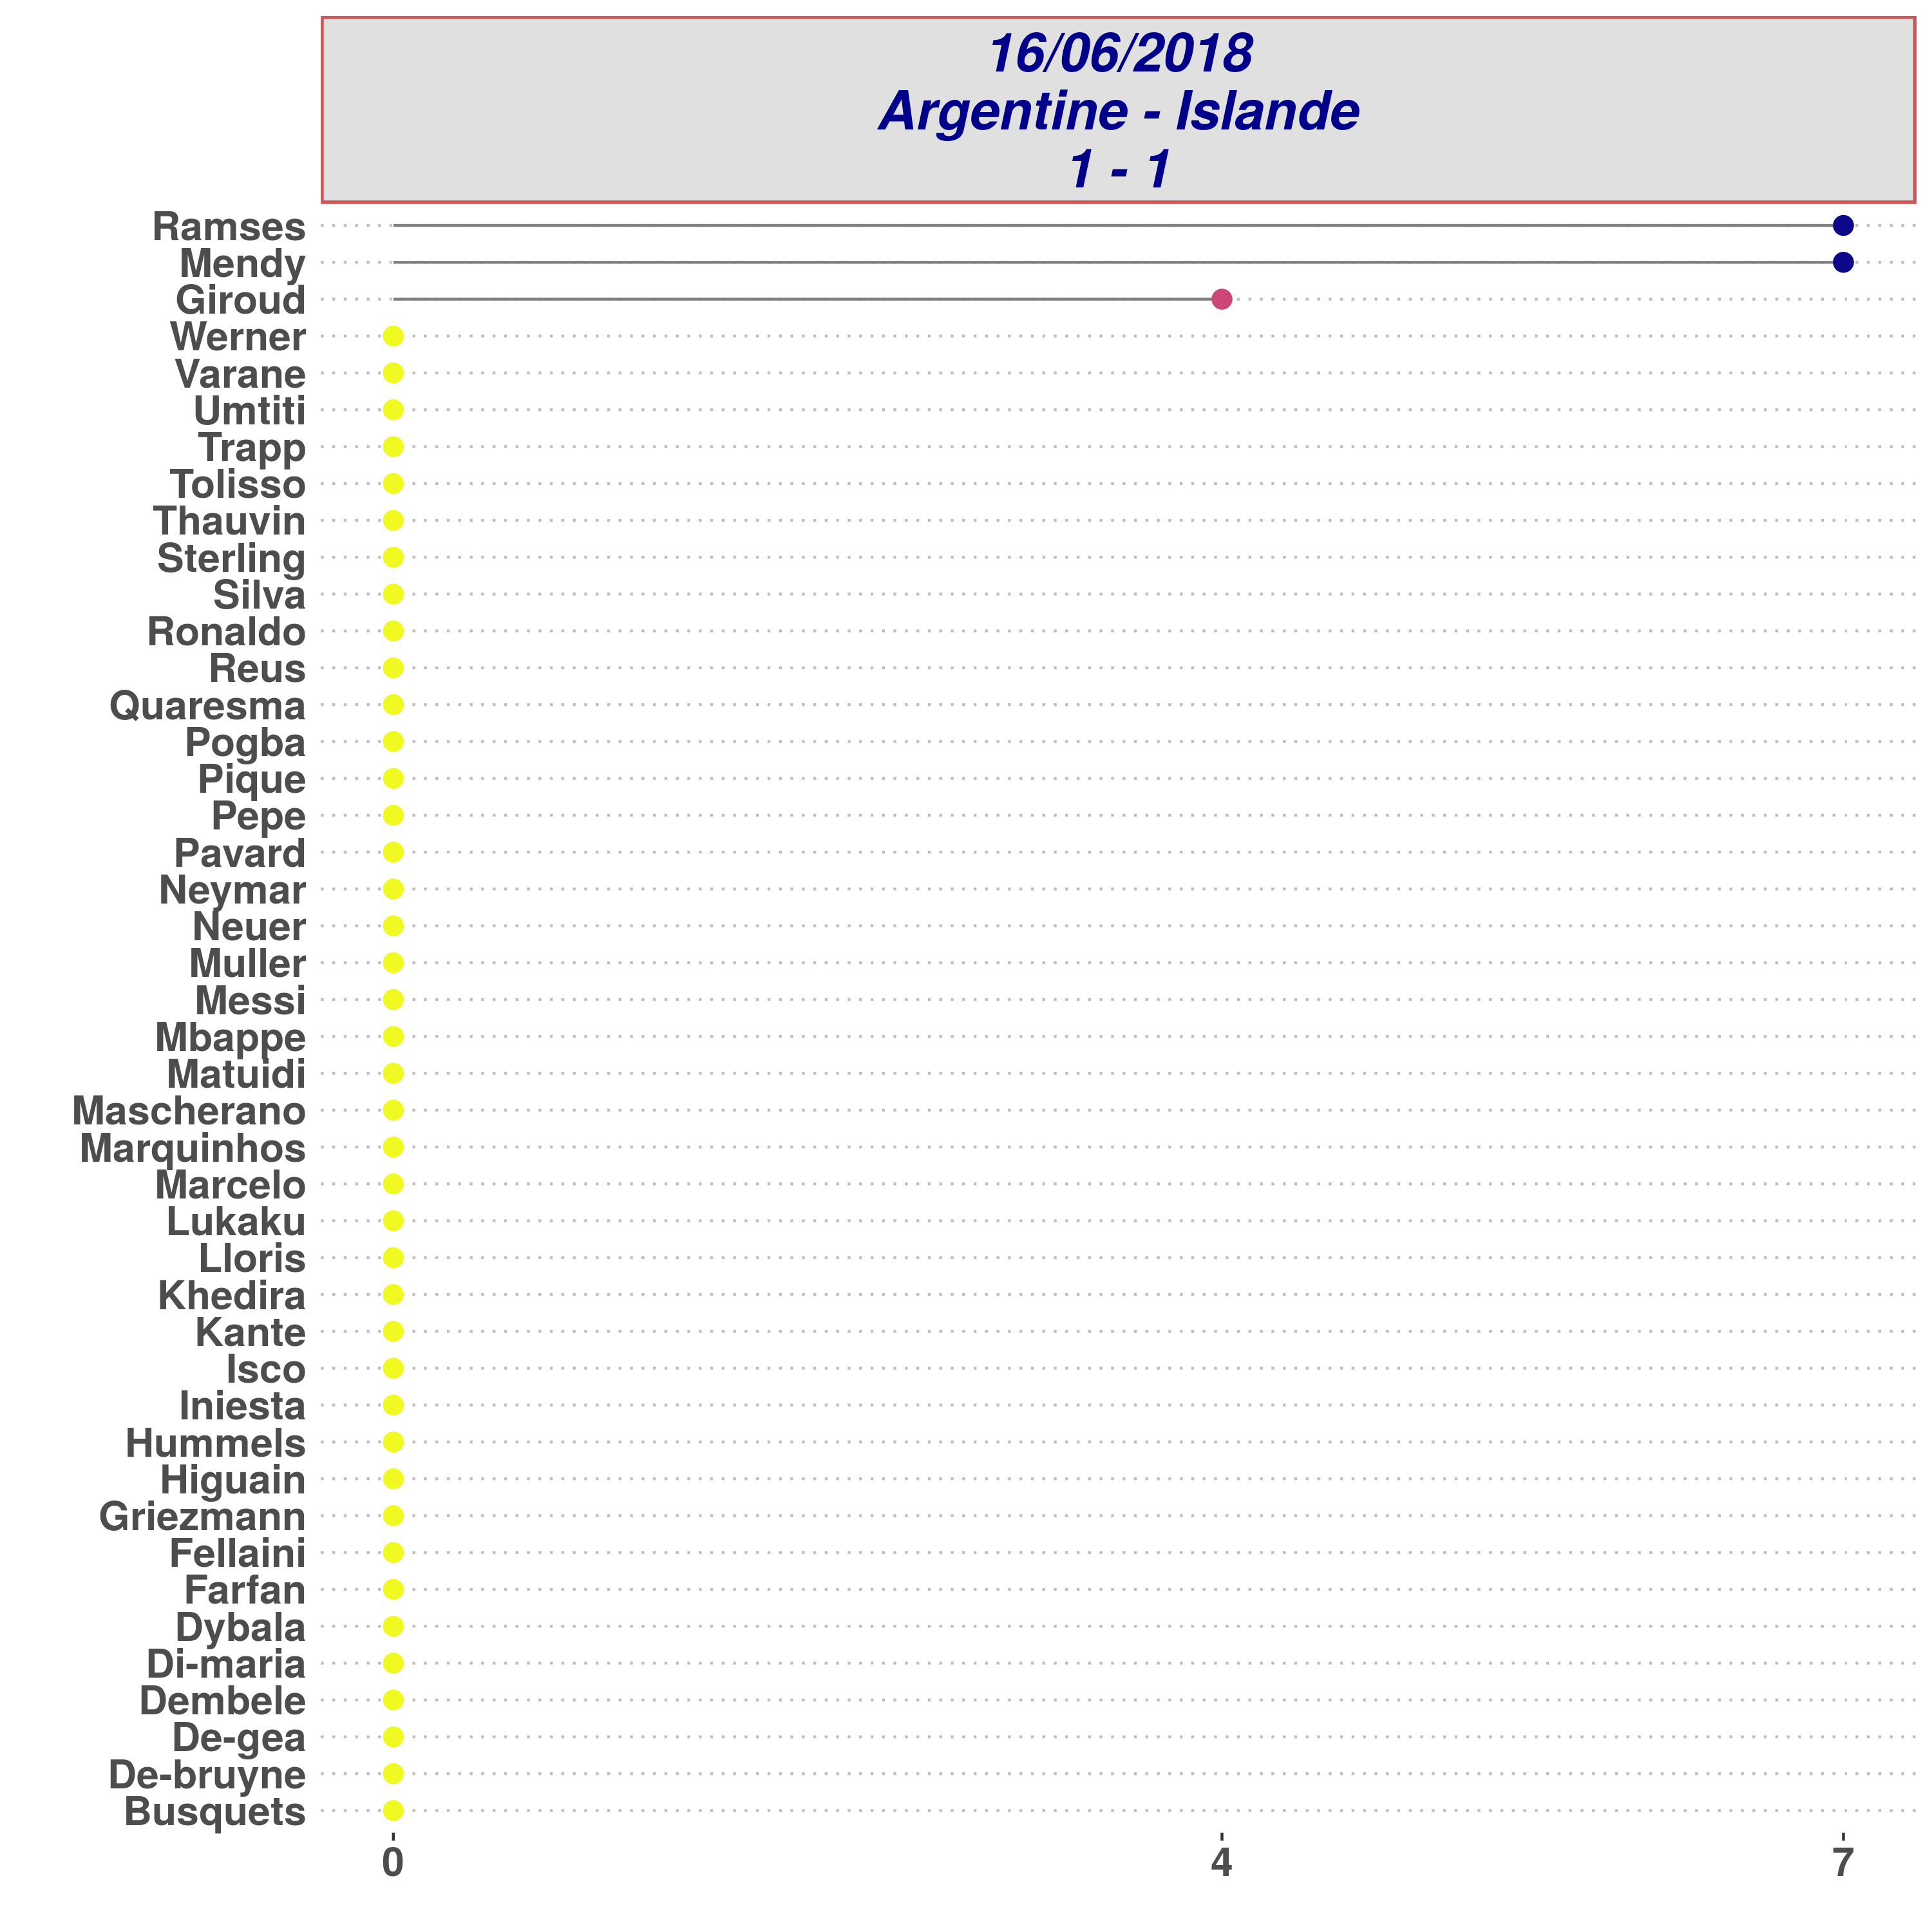 16/06/2018
Argentine - Islande
1 - 1
Ramses
Mendy
Giroud
Werner
Varane
Umtiti
Trapp
Tolisso
Thauvin
Sterling
Silva
Ronaldo
Reus
Quaresma
Pogba
Pique
Pepe
Pavard
Neymar
Neuer
Muller
Messi
Mbappe
Matuidi
Mascherano
Marquinhos
Marcelo
Lukaku
Lloris
Khedira
Kante
Isco
Iniesta
Hummels
Higuain
Griezmann
Fellaini
Farfan
Dybala
Di-maria
Dembele
De-gea
De-bruyne
Busquets
0 4 7